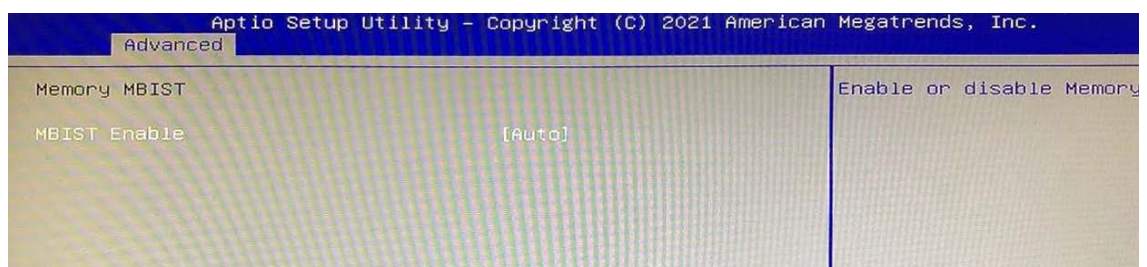 Aptio Setup Utility – Copyright (C) 2021 American Megatrends, Inc.
Advanced
Memory MBIST
Enable or disable Memory
MBIST Enable [Auto]